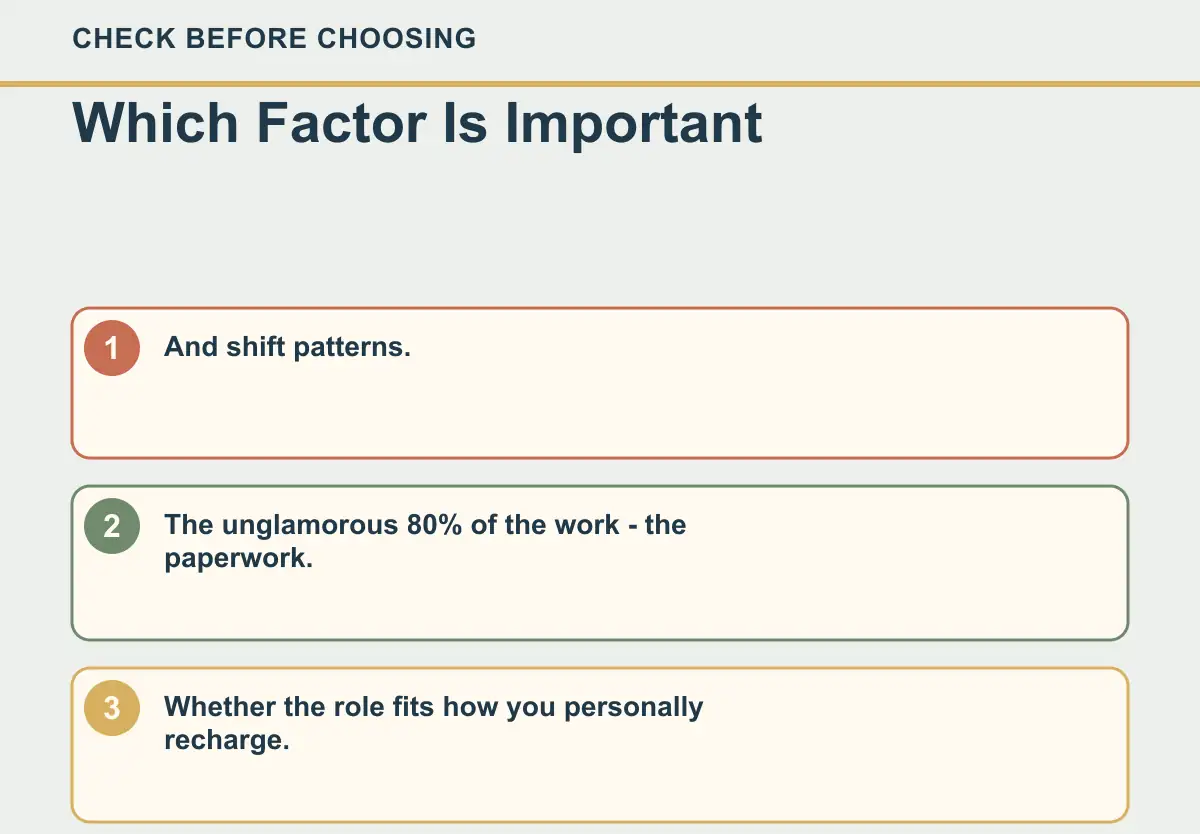 CHECK BEFORE CHOOSING
Which Factor Is Important
1
And shift patterns.
2
The unglamorous 80% of the work - the
paperwork.
3
Whether the role fits how you personally
recharge.